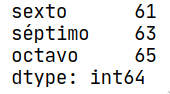 sexto      61
séptimo    63
octavo     65
dtype: int64